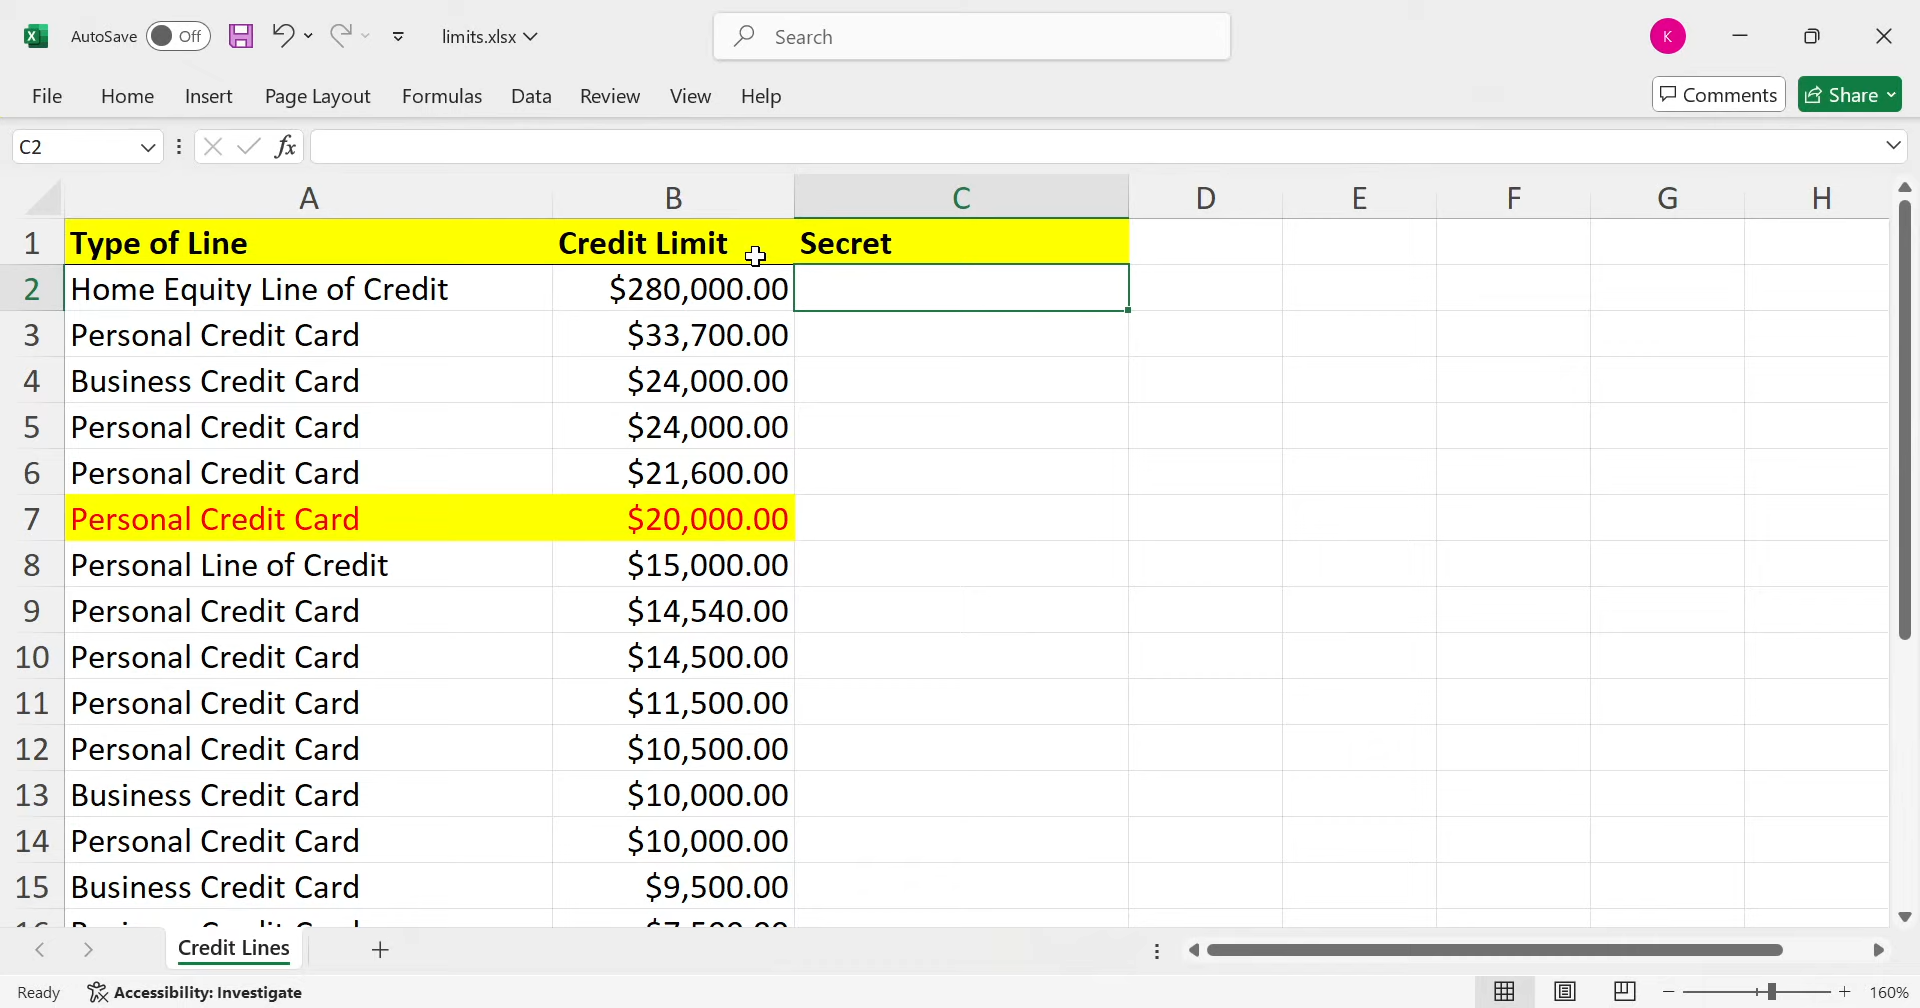 AutoSave Off limits.xlsx Search K
File Home Insert Page Layout Formulas Data Review View Help Comments Share
C2 fx
A B C D E F G H
1 Type of Line Credit Limit Secret
2 Home Equity Line of Credit $280,000.00
3 Personal Credit Card $33,700.00
4 Business Credit Card $24,000.00
5 Personal Credit Card $24,000.00
6 Personal Credit Card $21,600.00
7 Personal Credit Card $20,000.00
8 Personal Line of Credit $15,000.00
9 Personal Credit Card $14,540.00
10 Personal Credit Card $14,500.00
11 Personal Credit Card $11,500.00
12 Personal Credit Card $10,500.00
13 Business Credit Card $10,000.00
14 Personal Credit Card $10,000.00
15 Business Credit Card $9,500.00
Credit Lines
Ready Accessibility: Investigate 160%